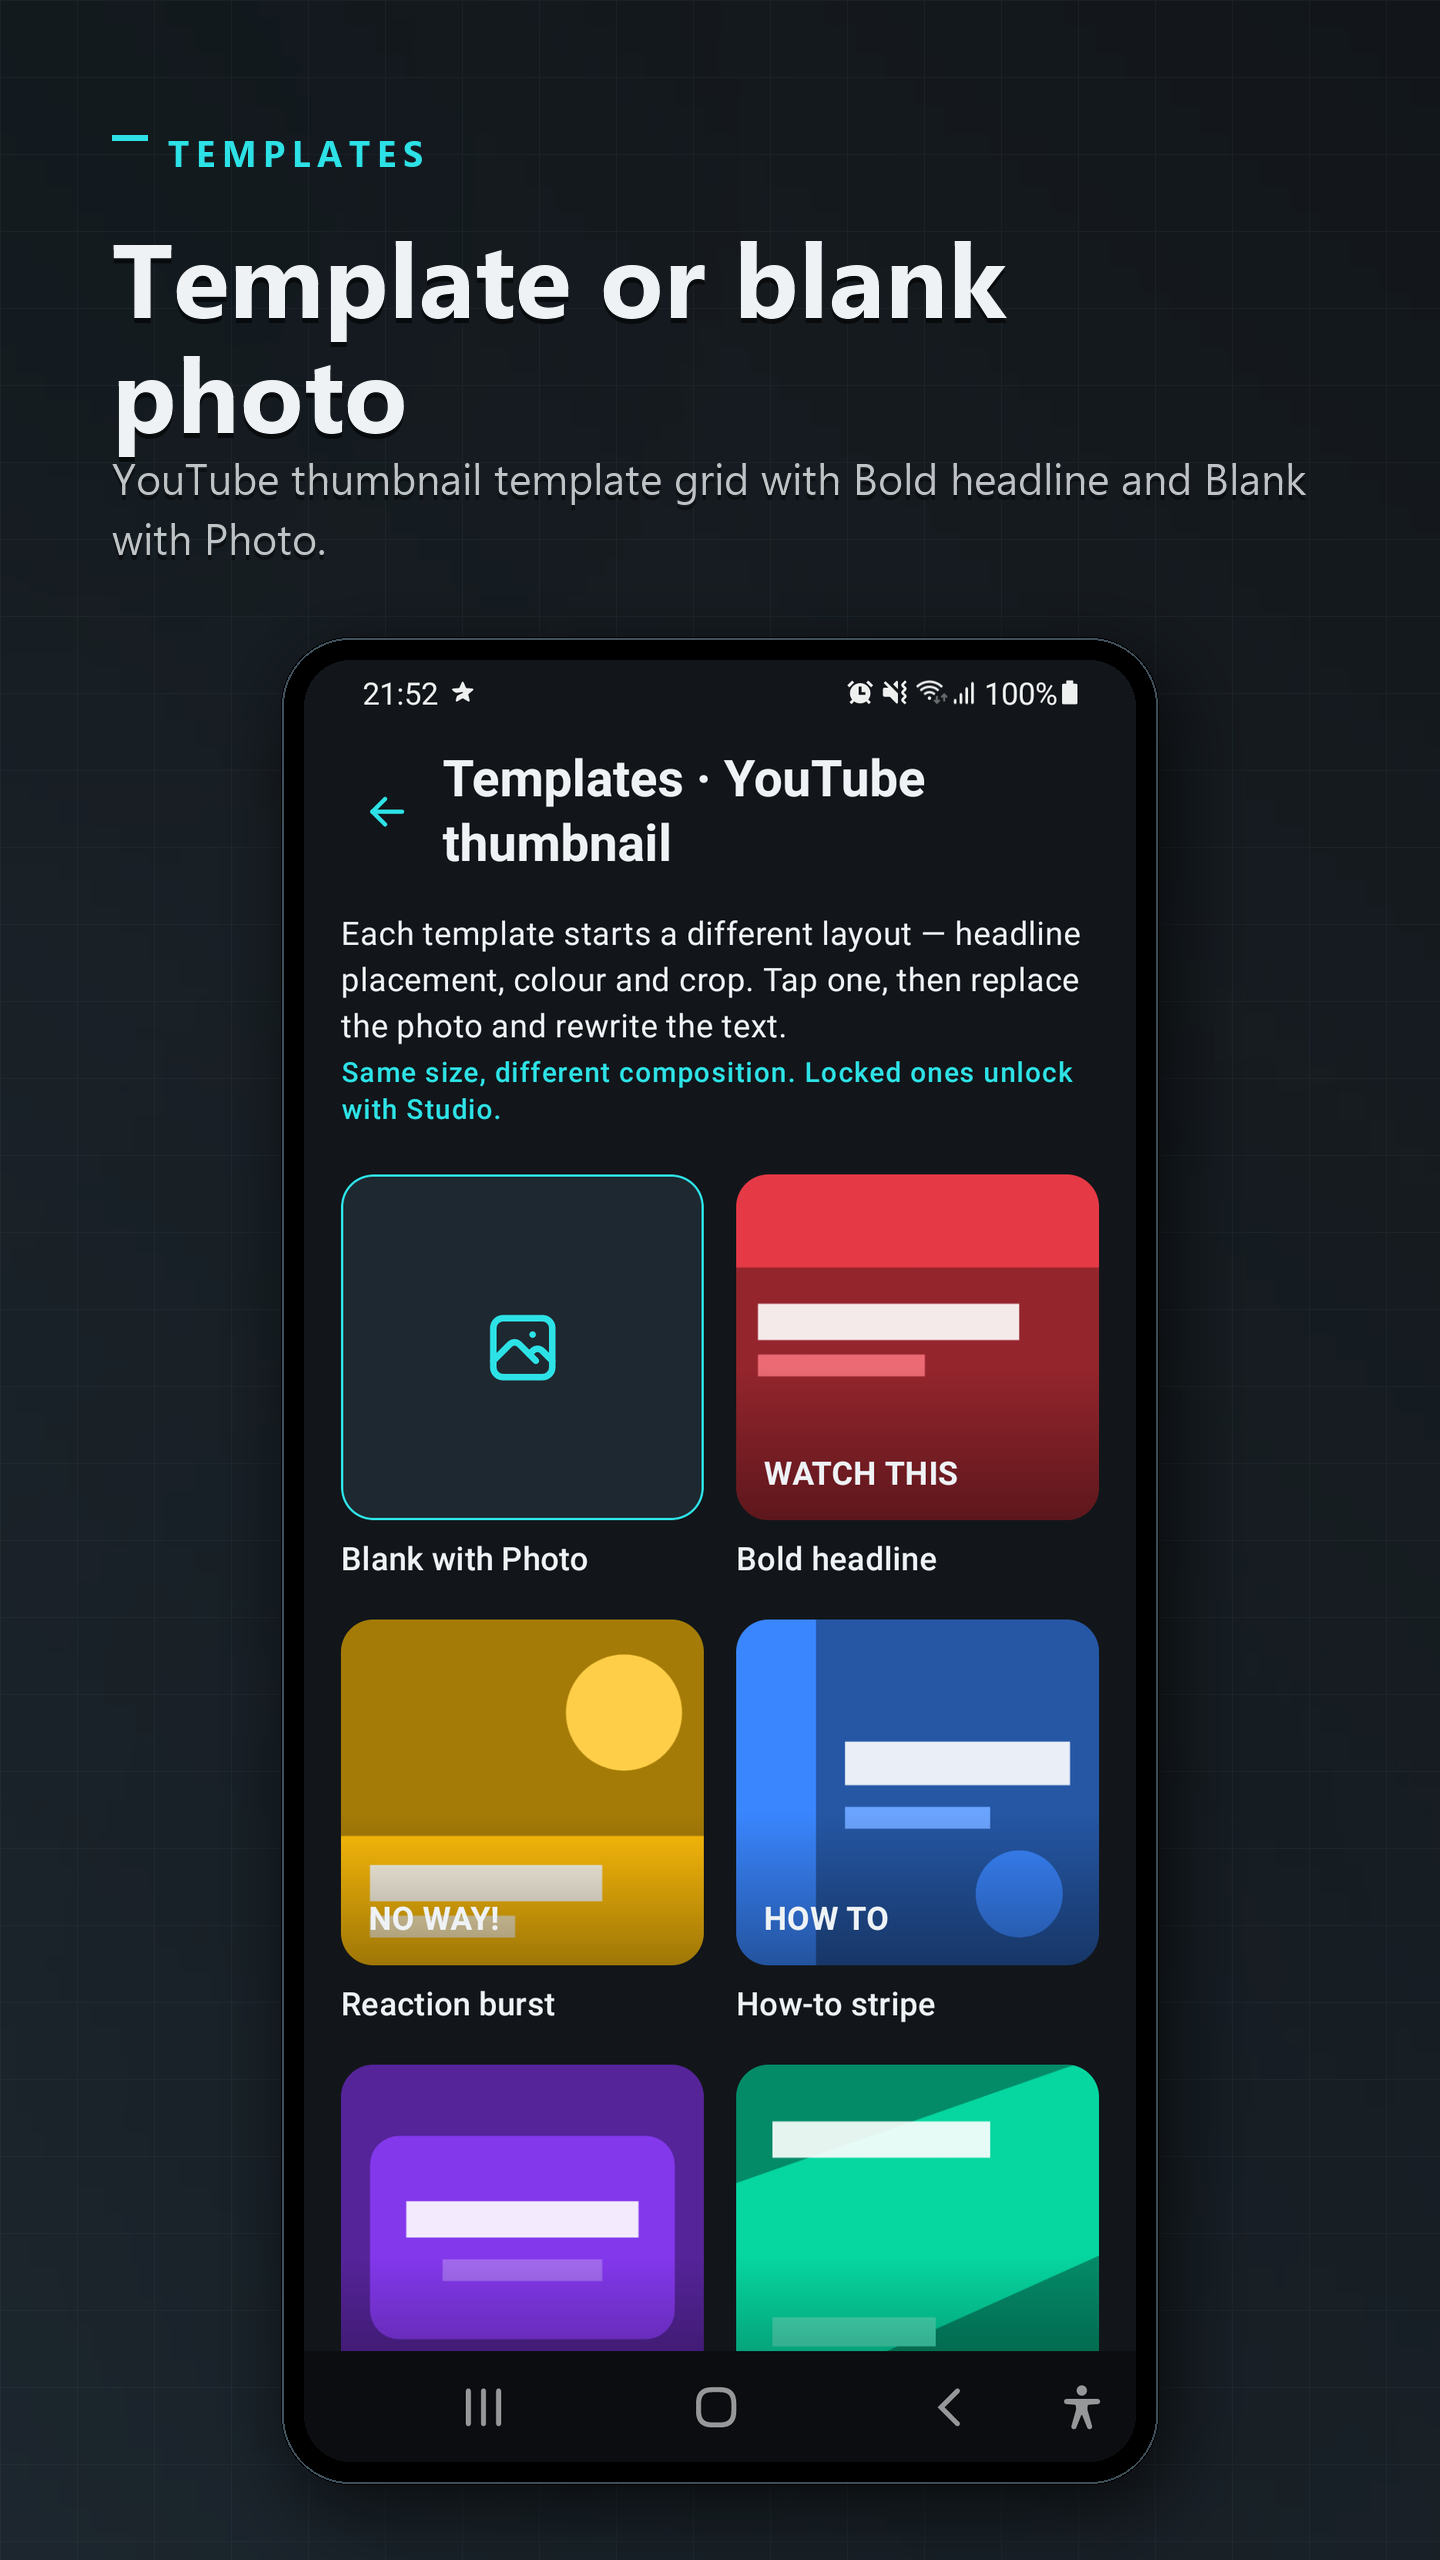 TEMPLATES
Template or blank
photo
YouTube thumbnail template grid with Bold headline and Blank
with Photo.
21:52
100%
Templates · YouTube
thumbnail
Each template starts a different layout — headline
placement, colour and crop. Tap one, then replace
the photo and rewrite the text.
Same size, different composition. Locked ones unlock
with Studio.
WATCH THIS
Blank with Photo
Bold headline
NO WAY!
HOW TO
Reaction burst
How-to stripe